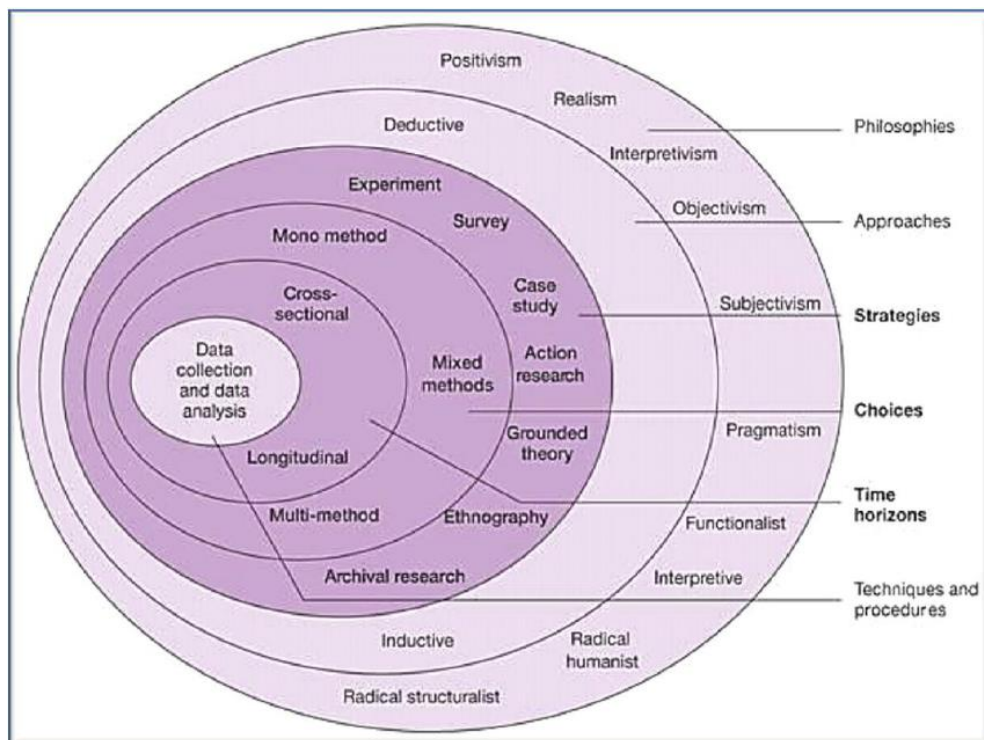 Positivism
Realism
Philosophies
Deductive
Interpretivism
Experiment
Objectivism
Approaches
Survey
Mono method
Case
study
Cross-
sectional
Subjectivism
Strategies
Data
collection
and data
analysis
Mixed
methods
Action
research
Choices
Grounded
theory
Pragmatism
Longitudinal
Time
horizons
Multi-method
Ethnography
Functionalist
Archival research
Interpretive
Techniques and
procedures
Inductive
Radical
humanist
Radical structuralist